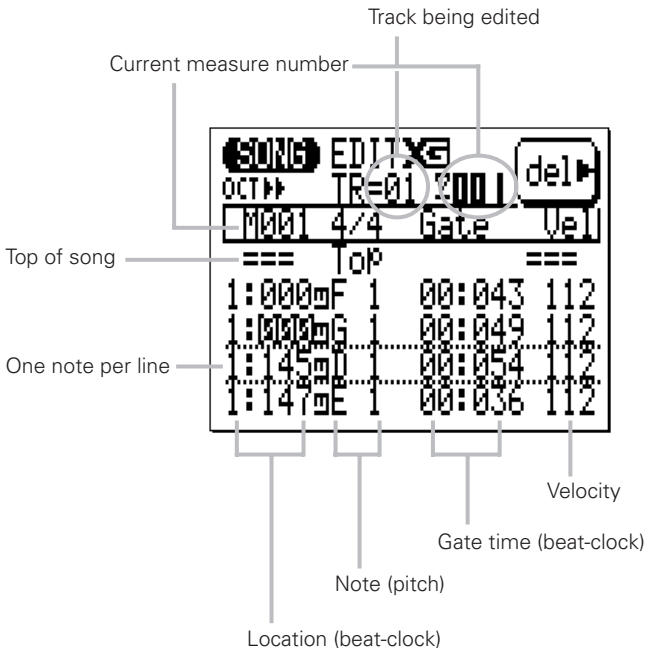 Track being edited
Current measure number
SONG EDIT XG del
OCT TR=01 001
M001 4/4 Gate Vel
Top of song
=== Top ===
1:000 F 1 00:043 112
1:000 G 1 00:049 112
One note per line
1:145 D 1 00:054 112
1:147 E 1 00:036 112
Velocity
Gate time (beat-clock)
Note (pitch)
Location (beat-clock)